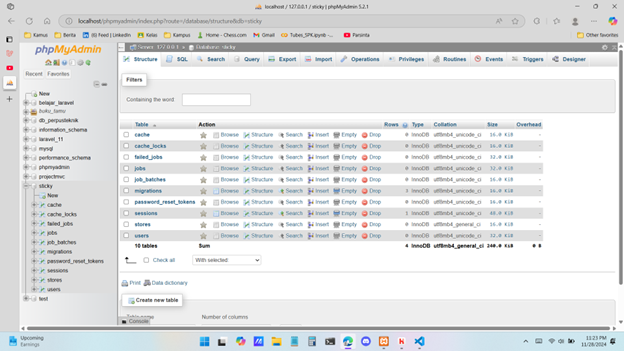 localhost / 127.0.0.1 / sticky | phpMyAdmin 5.2.1
localhost/phpmyadmin/index.php?route=/database/structure&db=sticky
Kamus
Berita
(6) Feed | LinkedIn
Kelas
Kampus
Home - Chess.com
Gmail
Tubes_SPK.ipynb -...
Paranta
Other favorites
phpMyAdmin
Recent Favorites
New
belajar_laravel
buku_tamu
db_perpusteknik
information_schema
laravel_11
mysql
performance_schema
phpmyadmin
projectmvc
sticky
New
cache
cache_locks
failed_jobs
jobs
job_batches
migrations
password_reset_tokens
sessions
stores
users
test
Server: 127.0.0.1 » Database: sticky
Structure SQL Search Query Export Import Operations Privileges Routines Events Triggers Designer
Filters
Containing the word
Table Action Rows Type Collation Size Overhead
cache Browse Structure Search Insert Empty Drop 0 InnoDB utf8mb4_unicode_ci 16.0 KiB -
cache_locks Browse Structure Search Insert Empty Drop 0 InnoDB utf8mb4_unicode_ci 16.0 KiB -
failed_jobs Browse Structure Search Insert Empty Drop 0 InnoDB utf8mb4_unicode_ci 32.0 KiB -
jobs Browse Structure Search Insert Empty Drop 0 InnoDB utf8mb4_unicode_ci 32.0 KiB -
job_batches Browse Structure Search Insert Empty Drop 0 InnoDB utf8mb4_unicode_ci 16.0 KiB -
migrations Browse Structure Search Insert Empty Drop 3 InnoDB utf8mb4_unicode_ci 16.0 KiB -
password_reset_tokens Browse Structure Search Insert Empty Drop 0 InnoDB utf8mb4_unicode_ci 16.0 KiB -
sessions Browse Structure Search Insert Empty Drop 1 InnoDB utf8mb4_unicode_ci 48.0 KiB -
stores Browse Structure Search Insert Empty Drop 0 InnoDB utf8mb4_general_ci 16.0 KiB -
users Browse Structure Search Insert Empty Drop 0 InnoDB utf8mb4_unicode_ci 32.0 KiB -
10 tables Sum 4 InnoDB utf8mb4_general_ci 240.0 KiB 0 B
Check all With selected:
Print Data dictionary
Create new table
Table name Number of columns
Console
Upcoming
Earnings
11:23 PM
11/28/2024